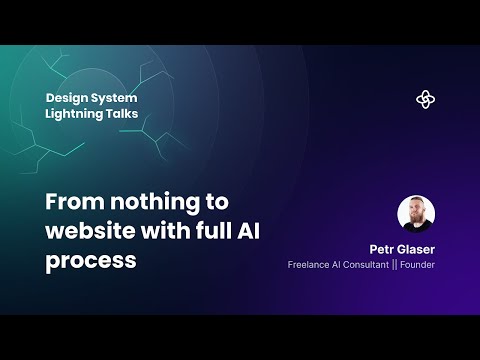 Design System
Lightning Talks
From nothing to
website with full AI
process
Petr Glaser
Freelance AI Consultant || Founder